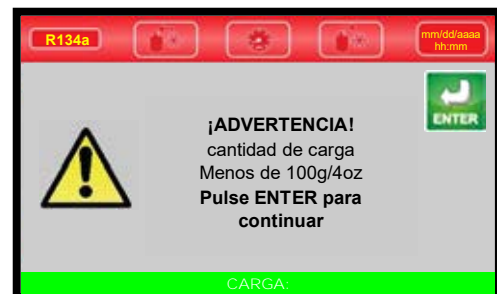 R134a
mm/dd/aaaa
hh:mm
ENTER
¡ADVERTENCIA!
cantidad de carga
Menos de 100g/4oz
Pulse ENTER para
continuar
CARGA: